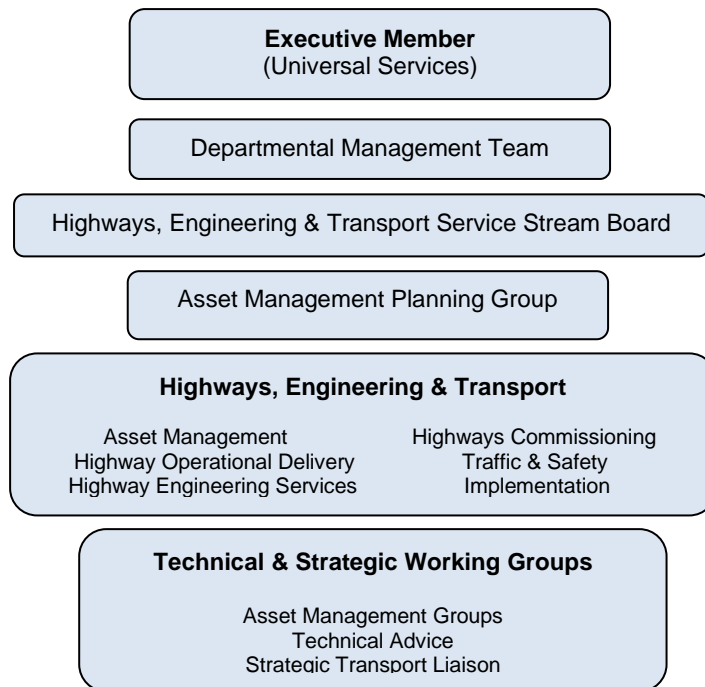 Executive Member
(Universal Services)
Departmental Management Team
Highways, Engineering & Transport Service Stream Board
Asset Management Planning Group
Highways, Engineering & Transport
Asset Management
Highway Operational Delivery
Highway Engineering Services
Highways Commissioning
Traffic & Safety
Implementation
Technical & Strategic Working Groups
Asset Management Groups
Technical Advice
Strategic Transport Liaison